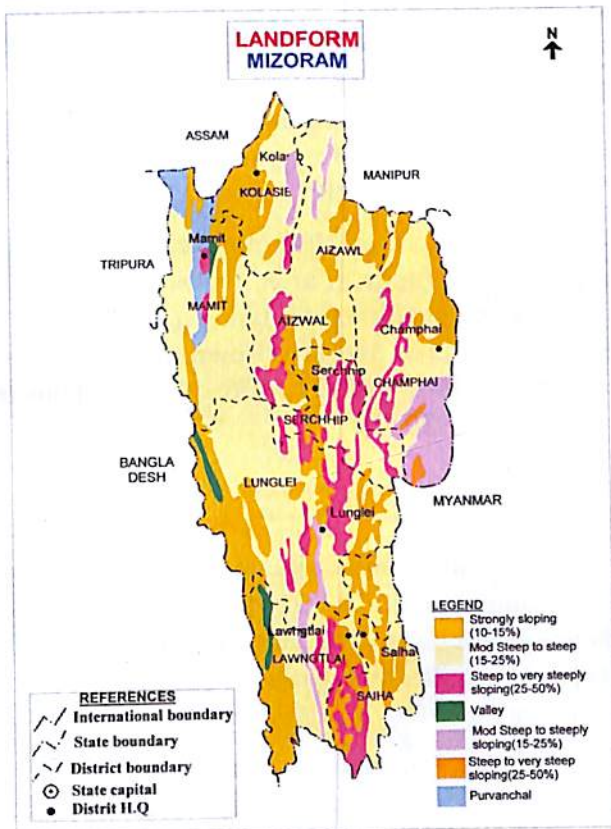 LANDFORM
MIZORAM
N
ASSAM
Kolasib
KOLASIB
MANIPUR
Mamit
TRIPURA
AIZAWL
MAMIT
AIZWAL
Champhai
Serchhip
CHAMPHAI
SERCHHIP
BANGLA
DESH
LUNGLEI
MYANMAR
Lunglei
Lawngtlai
LAWNGTLAI
Saiha
SAIHA
LEGEND
Strongly sloping
(10-15%)
Mod Steep to steep
(15-25%)
Steep to very steeply
sloping(25-50%)
Valley
Mod Steep to steeply
sloping(15-25%)
Steep to very steep
sloping(25-50%)
Purvanchal
REFERENCES
International boundary
State boundary
District boundary
State capital
Distrit H.Q